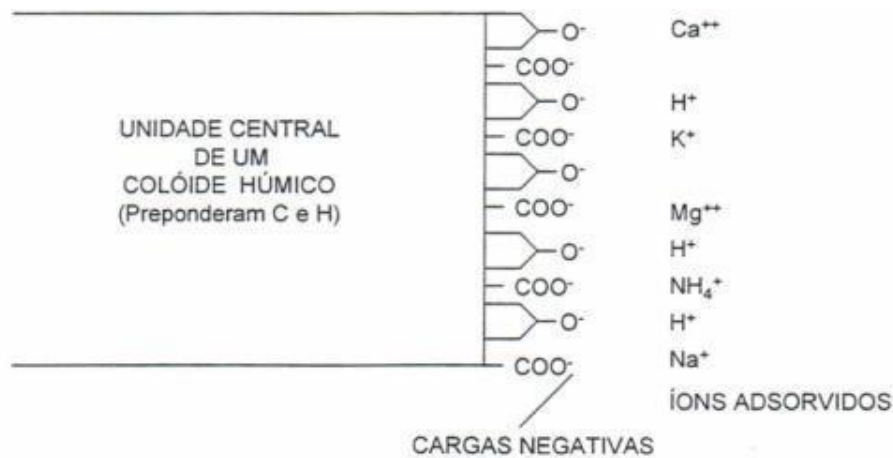 O⁻ Ca⁺⁺
COO⁻
O⁻ H⁺
UNIDADE CENTRAL COO⁻ K⁺
DE UM
COLÓIDE HÚMICO O⁻
(Preponderam C e H) COO⁻ Mg⁺⁺
O⁻ H⁺
COO⁻ NH₄⁺
O⁻ H⁺
COO⁻ Na⁺
ÍONS ADSORVIDOS
CARGAS NEGATIVAS